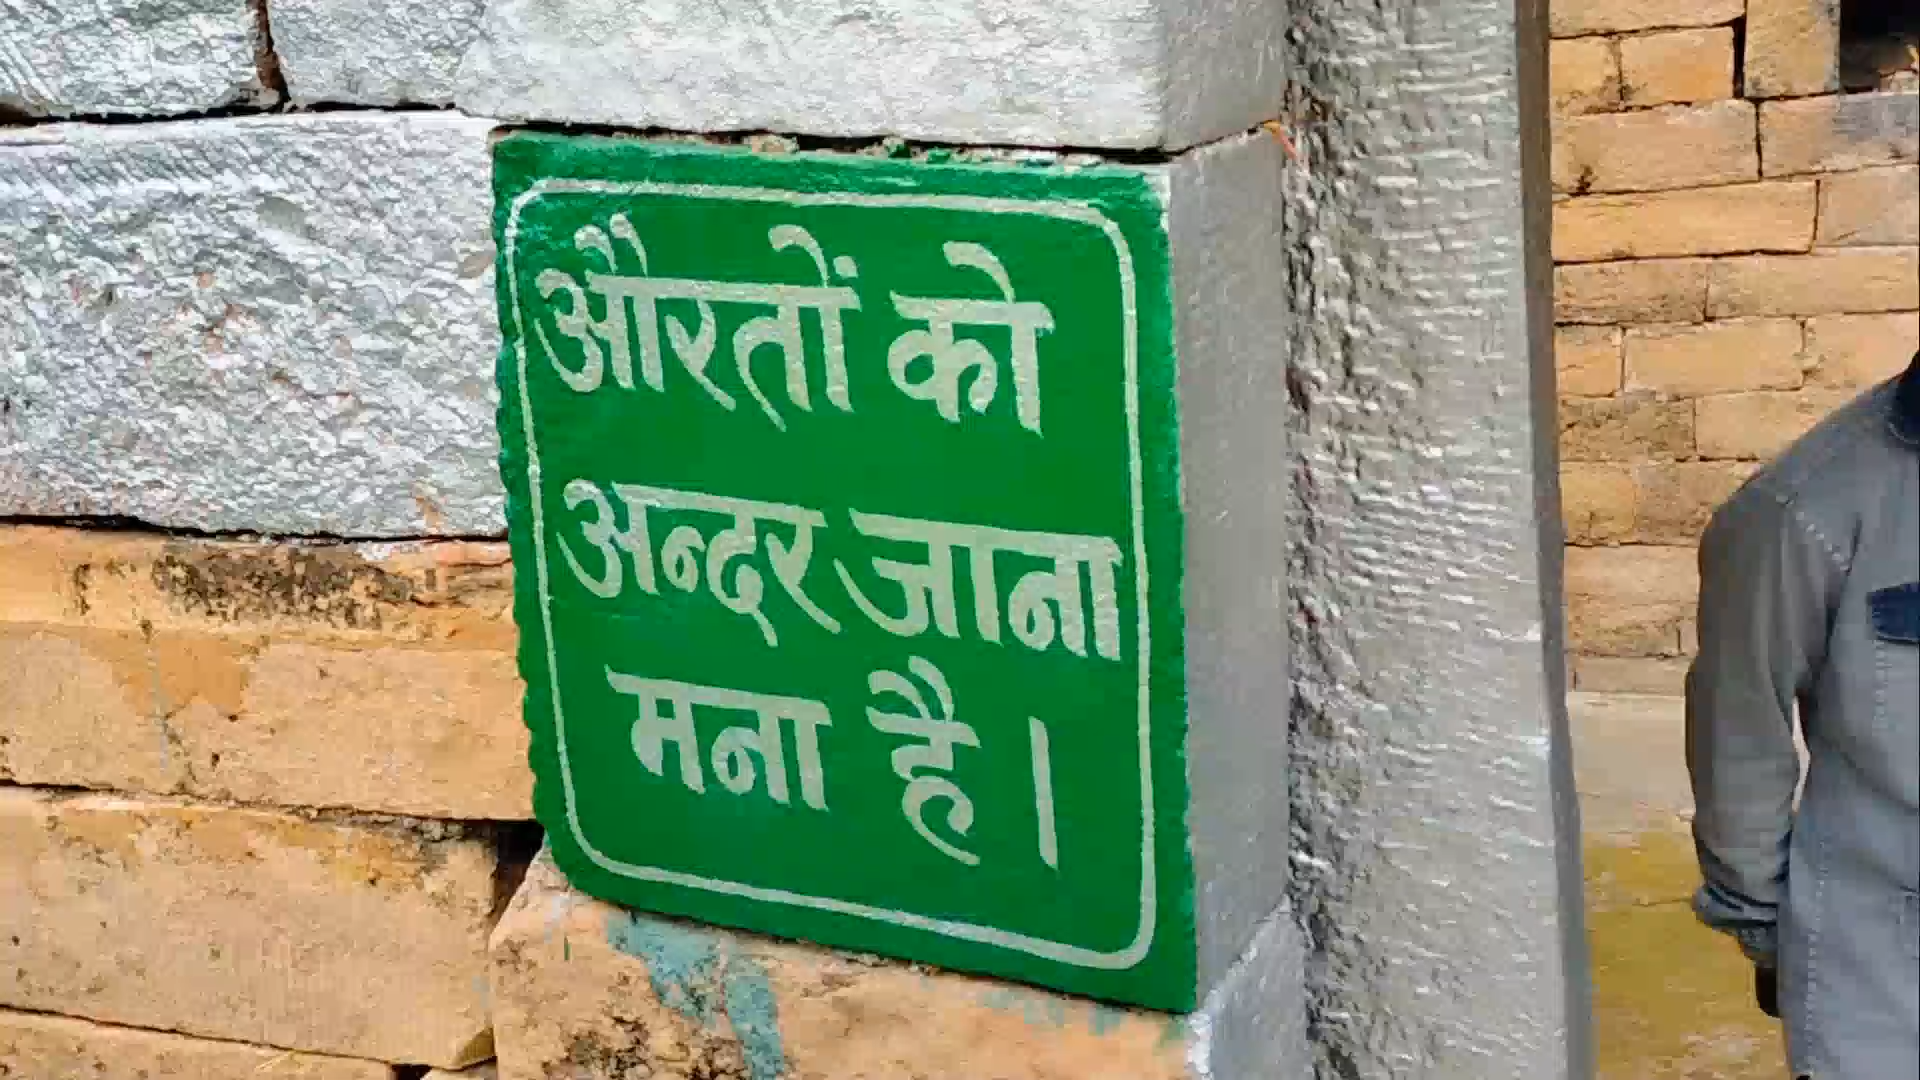 औरतों को
अन्दर जाना
मना है।